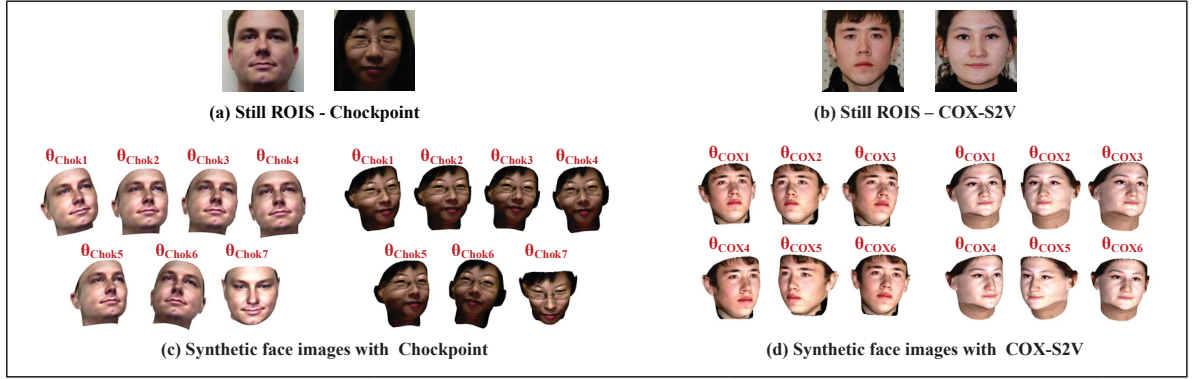 (a) Still ROIS - Chockpoint
(b) Still ROIS – COX-S2V
θChok1 θChok2 θChok3 θChok4
θChok1 θChok2 θChok3 θChok4
θCOX1 θCOX2 θCOX3
θCOX1 θCOX2 θCOX3
θChok5 θChok6 θChok7
θChok5 θChok6 θChok7
θCOX4 θCOX5 θCOX6
θCOX4 θCOX5 θCOX6
(c) Synthetic face images with Chockpoint
(d) Synthetic face images with COX-S2V